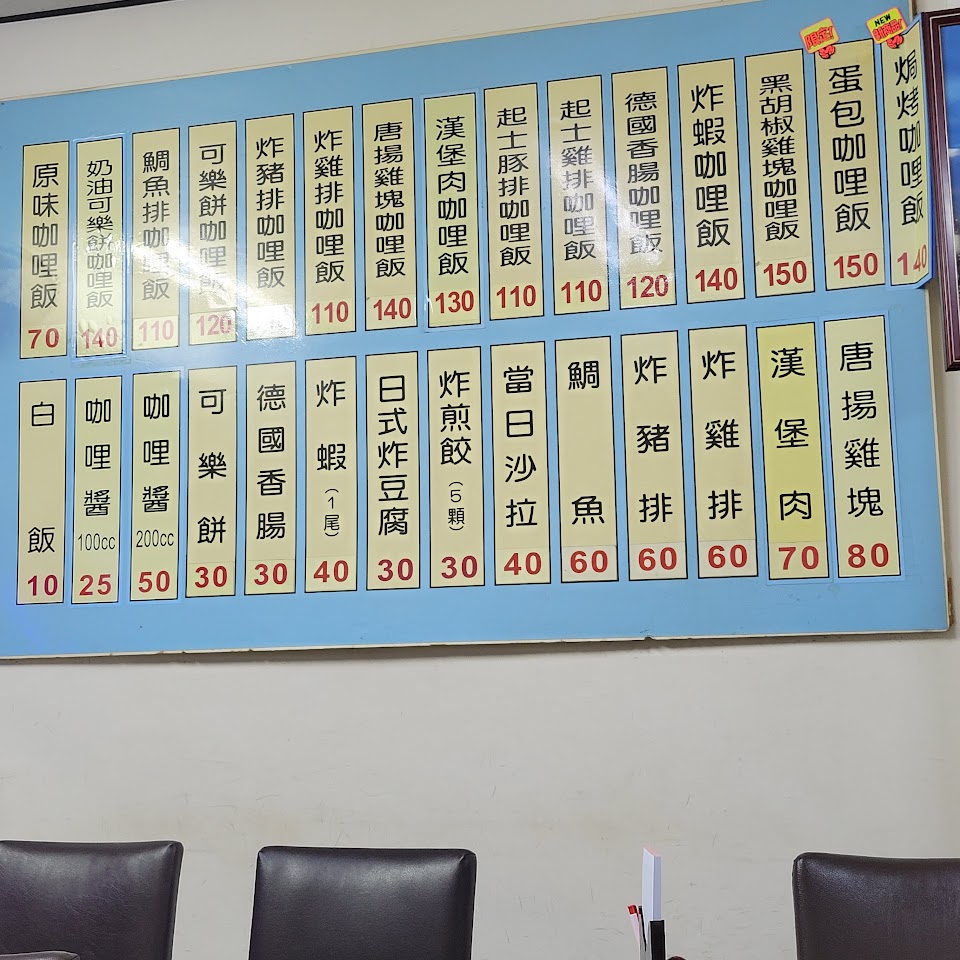 原味咖哩飯 70
奶油可樂餅咖哩飯 140
鯛魚排咖哩飯 110
可樂餅咖哩飯 120
炸豬排咖哩飯
炸雞排咖哩飯 110
唐揚雞塊咖哩飯 140
漢堡肉咖哩飯 130
起士豚排咖哩飯 110
起士雞排咖哩飯 110
德國香腸咖哩飯 120
炸蝦咖哩飯 140
黑胡椒雞塊咖哩飯 150
限定!
蛋包咖哩飯 150
NEW
新商品!
焗烤咖哩飯 140
白飯 10
咖哩醬 100cc 25
咖哩醬 200cc 50
可樂餅 30
德國香腸 30
炸蝦(1尾) 40
日式炸豆腐 30
炸煎餃(5顆) 30
當日沙拉 40
鯛魚 60
炸豬排 60
炸雞排 60
漢堡肉 70
唐揚雞塊 80